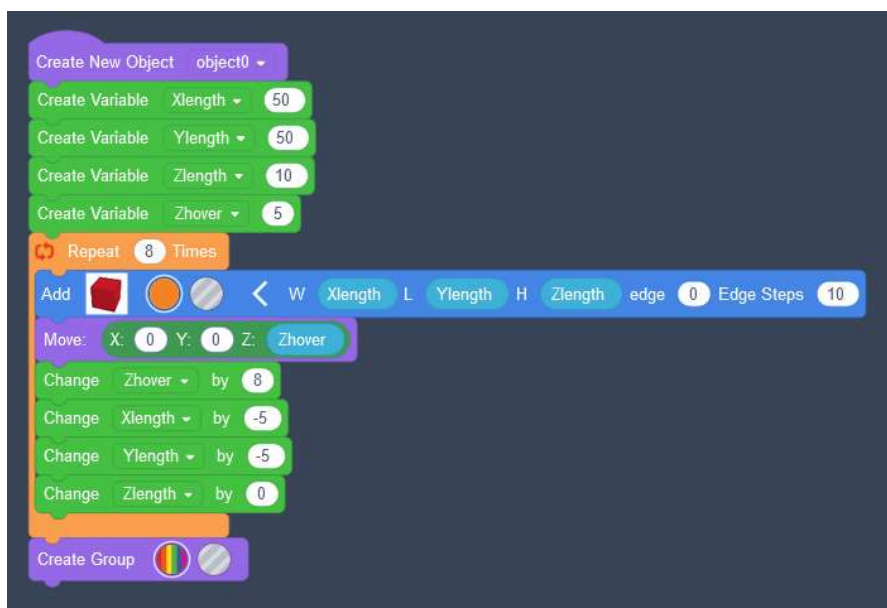 Create New Object object0
Create Variable Xlength 50
Create Variable Ylength 50
Create Variable Zlength 10
Create Variable Zhover 5
Repeat 8 Times
Add W Xlength L Ylength H Zlength edge 0 Edge Steps 10
Move: X: 0 Y: 0 Z: Zhover
Change Zhover by 8
Change Xlength by -5
Change Ylength by -5
Change Zlength by 0
Create Group